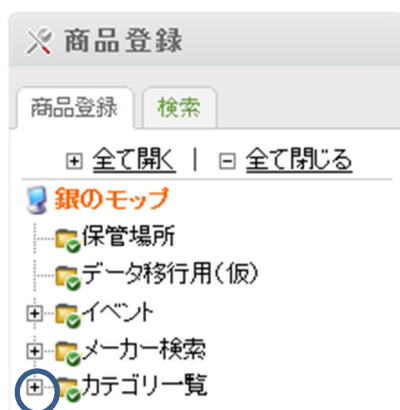 商品登録
商品登録 検索
全て開く | 全て閉じる
銀のモップ
保管場所
データ移行用(仮)
イベント
メーカー検索
カテゴリ一覧